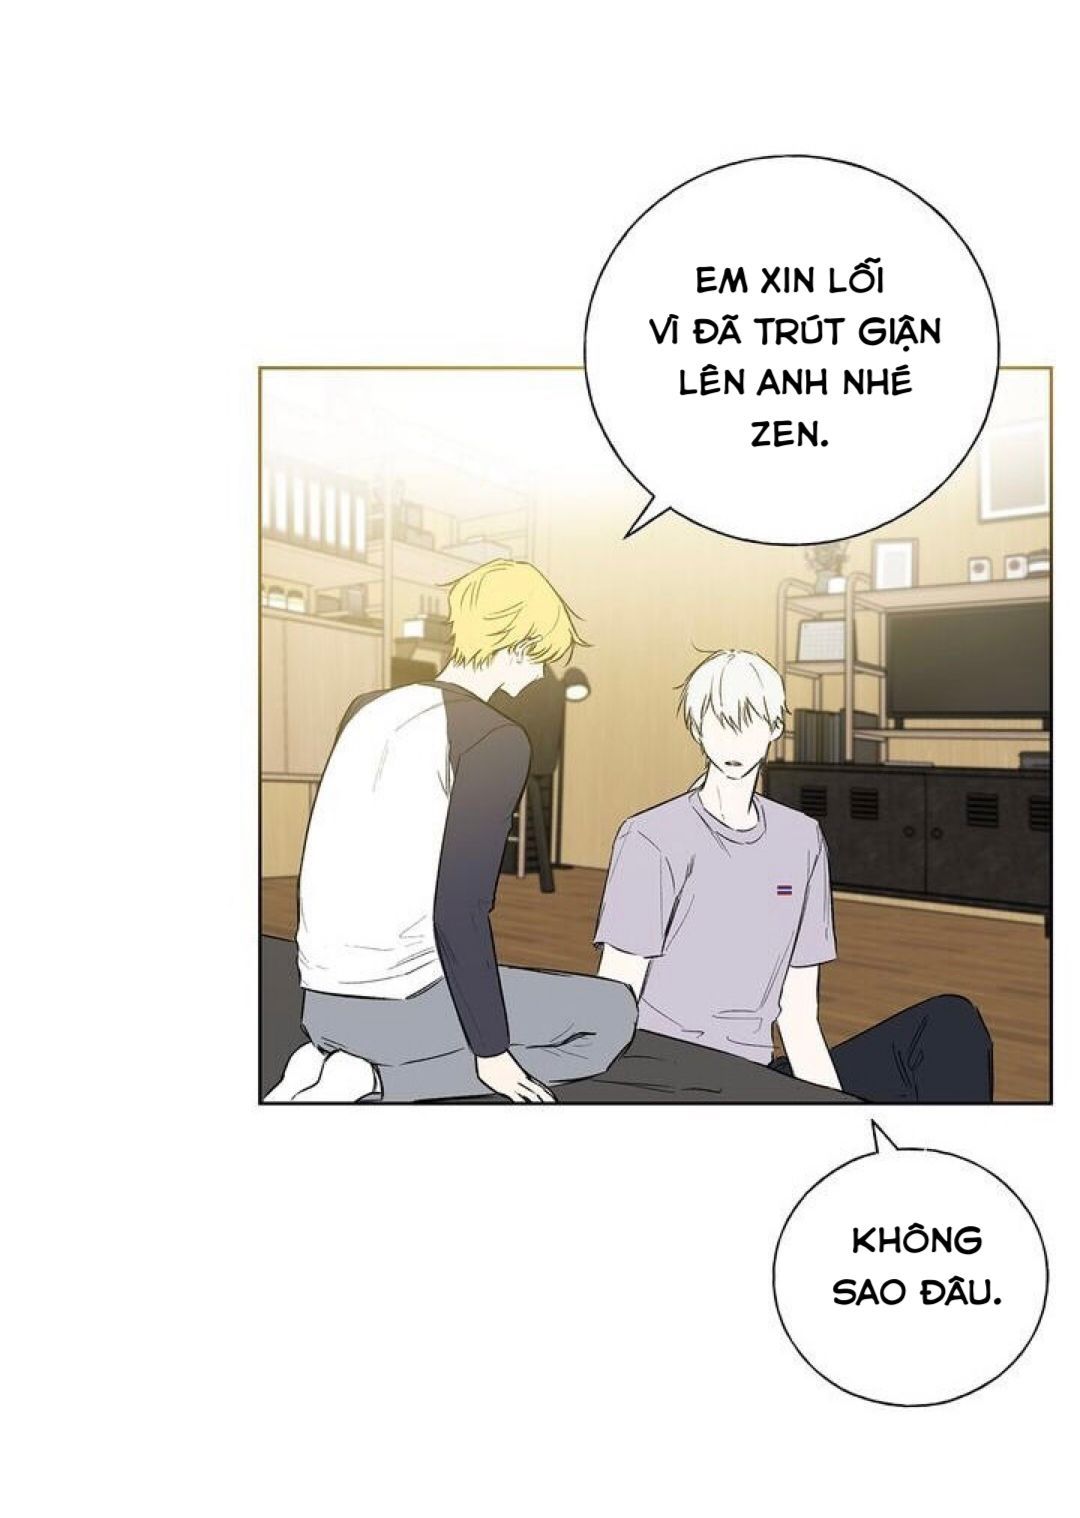 EM XIN LỖI
VÌ ĐÃ TRÚT GIẬN
LÊN ANH NHÉ
ZEN.
KHÔNG
SAO ĐÂU.